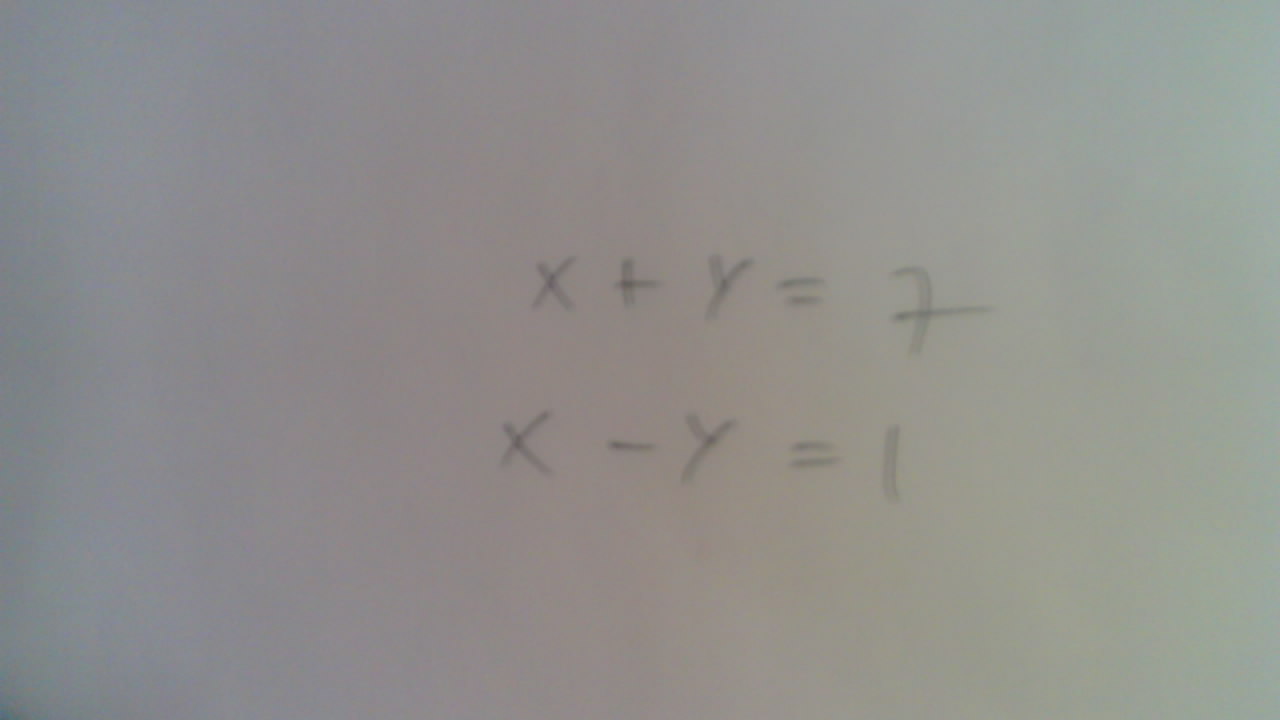 x + y = 7
x - y = 1